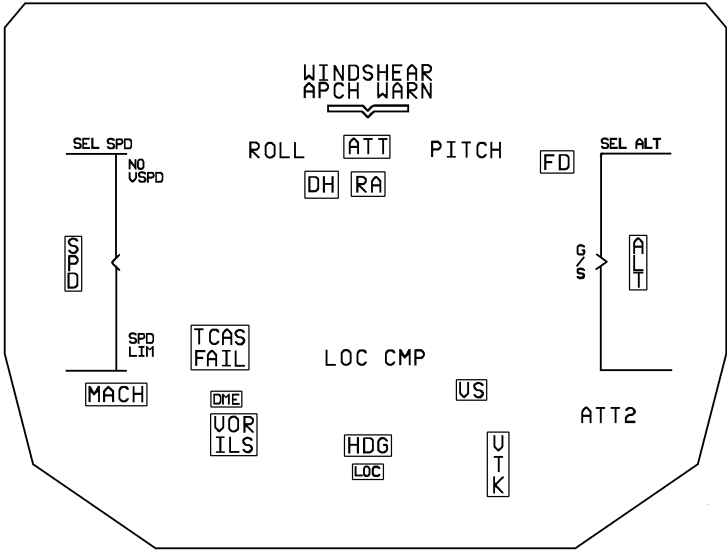 WINDSHEAR
APCH WARN
SEL SPD
ROLL
ATT
PITCH
SEL ALT
FD
NO
VSPD
DH
RA
SPD
G/S
ALT
SPD
LIM
TCAS
FAIL
LOC CMP
MACH
DME
VS
ATT2
VOR
ILS
HDG
LOC
VTK